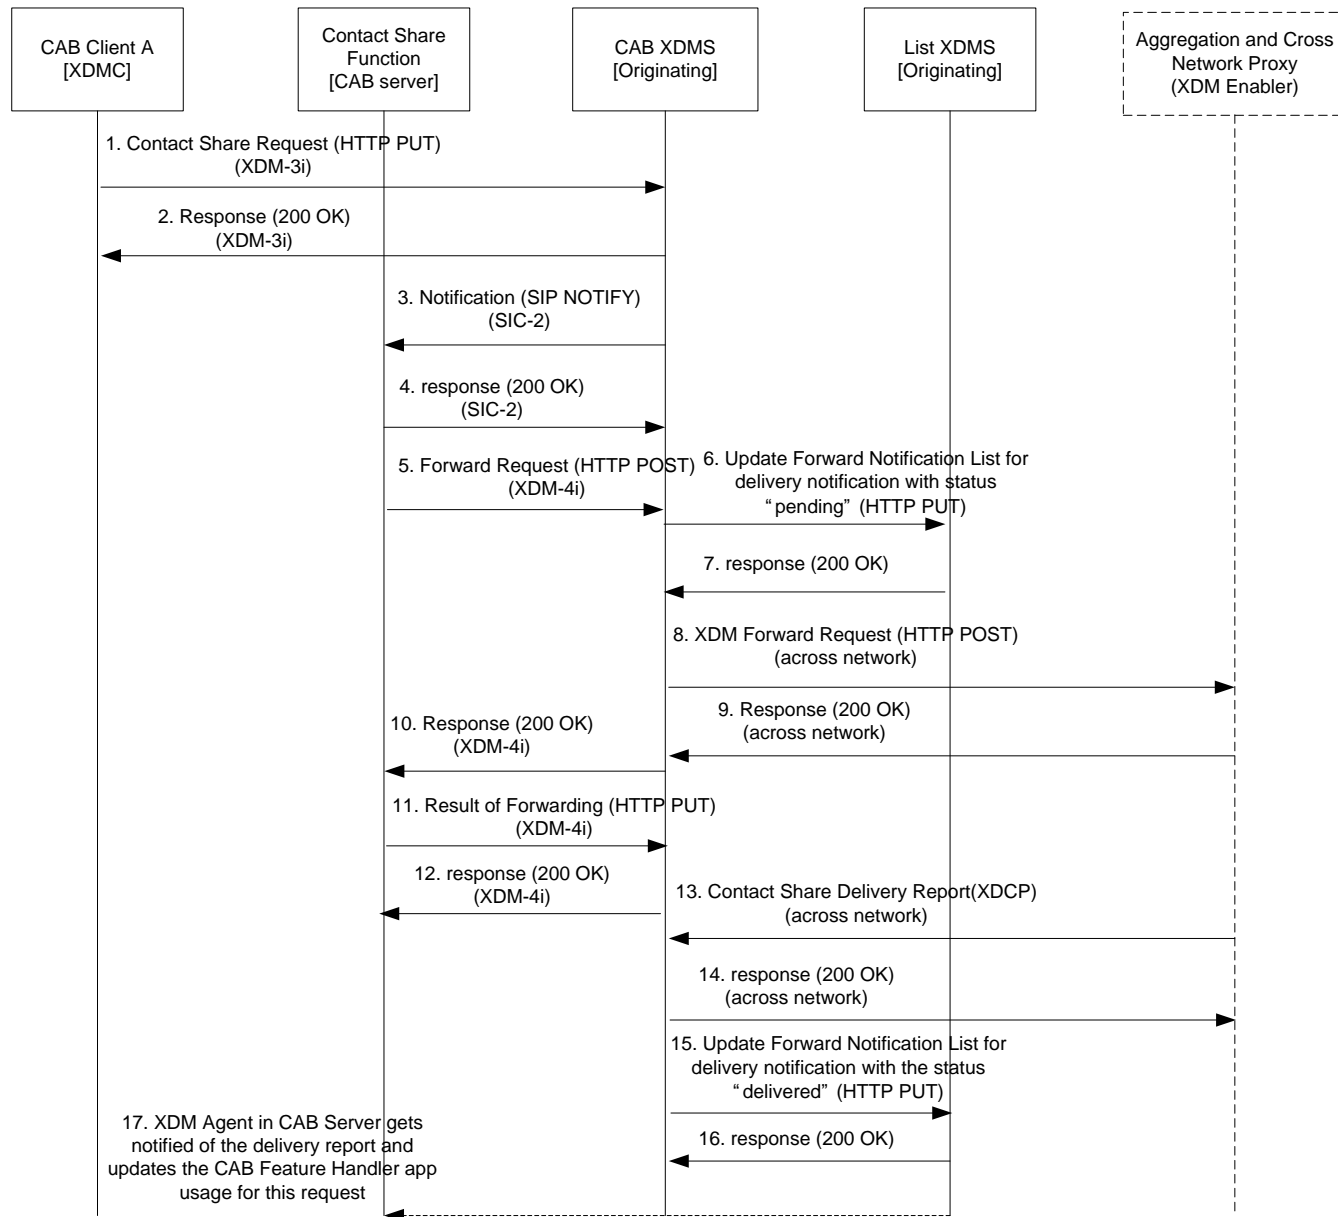 CAB Client A
[XDMC]
Contact Share
Function
[CAB server]
CAB XDMS
[Originating]
List XDMS
[Originating]
Aggregation and Cross
Network Proxy
(XDM Enabler)
1. Contact Share Request (HTTP PUT)
(XDM-3i)
2. Response (200 OK)
(XDM-3i)
3. Notification (SIP NOTIFY)
(SIC-2)
4. response (200 OK)
(SIC-2)
5. Forward Request (HTTP POST)
(XDM-4i)
6. Update Forward Notification List for
delivery notification with status
“pending” (HTTP PUT)
7. response (200 OK)
8. XDM Forward Request (HTTP POST)
(across network)
9. Response (200 OK)
(across network)
10. Response (200 OK)
(XDM-4i)
11. Result of Forwarding (HTTP PUT)
(XDM-4i)
12. response (200 OK)
(XDM-4i)
13. Contact Share Delivery Report(XDCP)
(across network)
14. response (200 OK)
(across network)
15. Update Forward Notification List for
delivery notification with the status
“delivered” (HTTP PUT)
16. response (200 OK)
17. XDM Agent in CAB Server gets
notified of the delivery report and
updates the CAB Feature Handler app
usage for this request